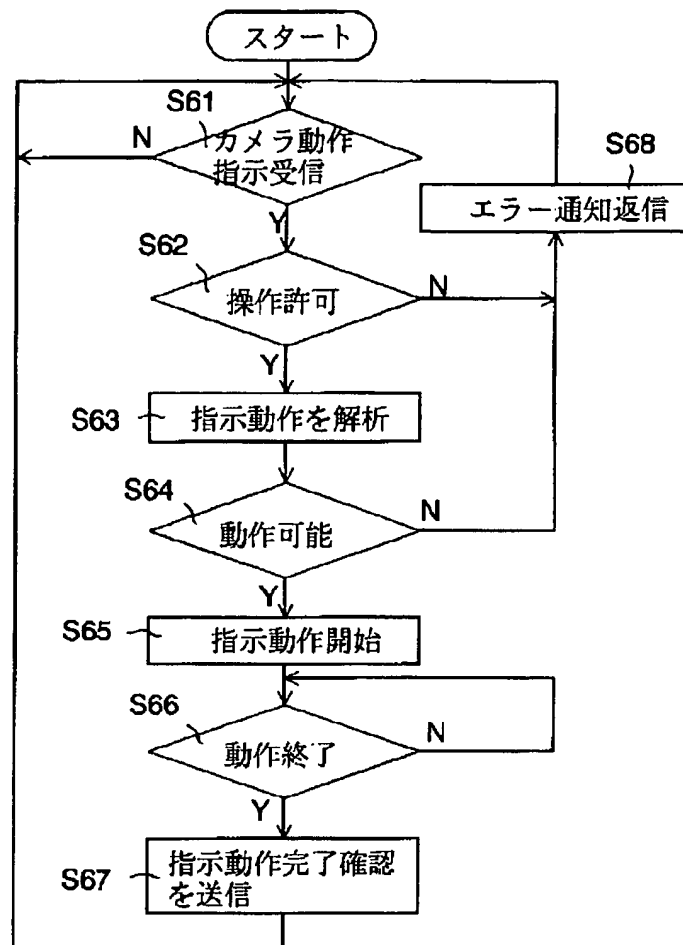 スタート
S61
N
カメラ動作
指示受信
S68
エラー通知返信
Y
S62
操作許可
N
Y
S63
指示動作を解析
S64
動作可能
N
Y
S65
指示動作開始
S66
動作終了
N
Y
S67
指示動作完了確認
を送信